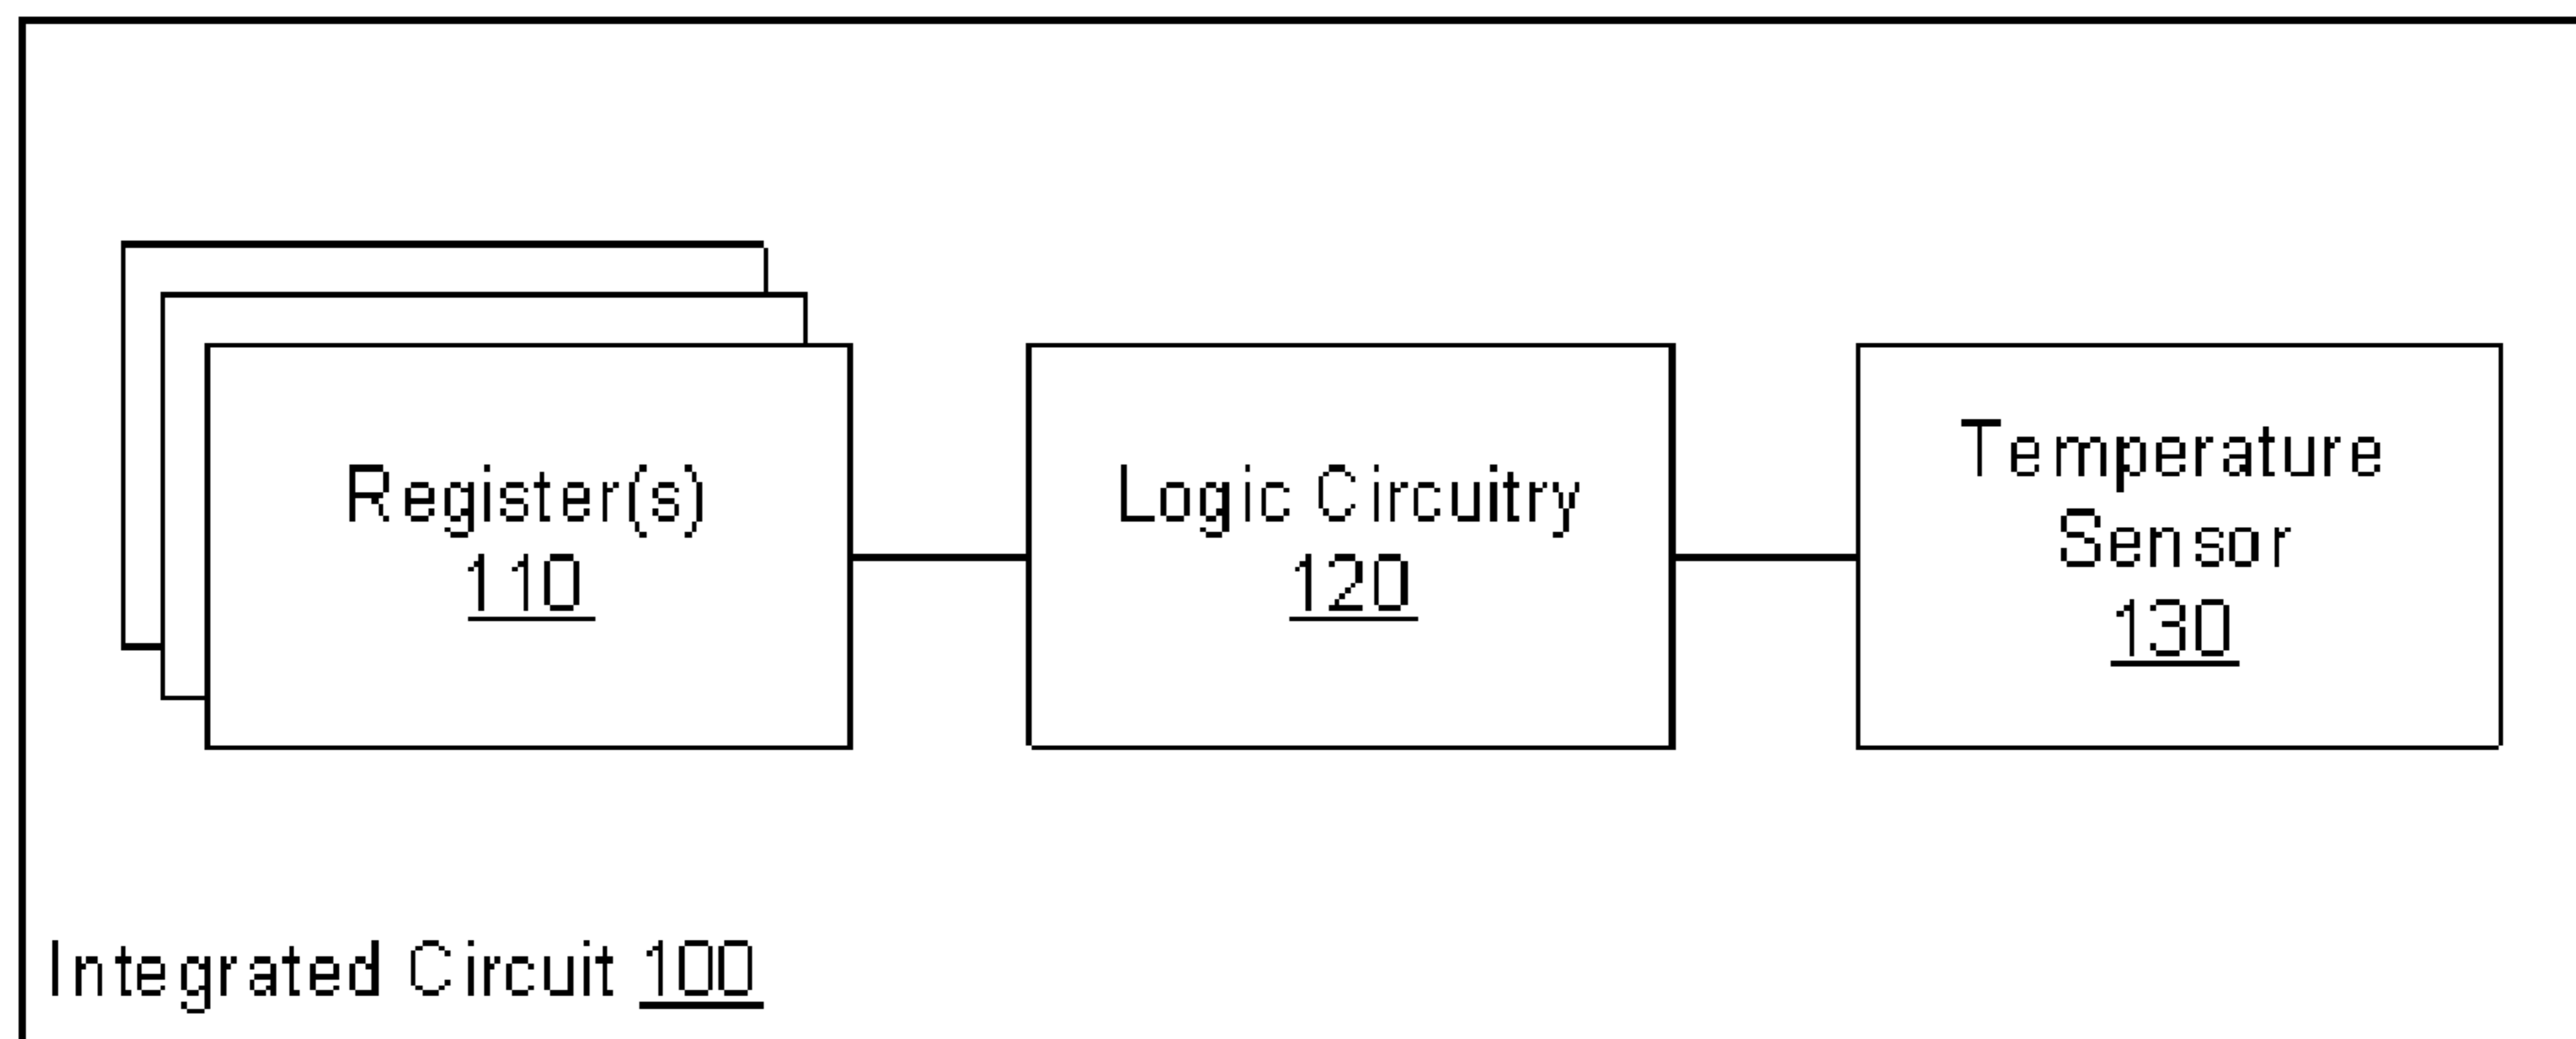 Register(s)
110
Logic Circuitry
120
Temperature
Sensor
130
Integrated Circuit 100